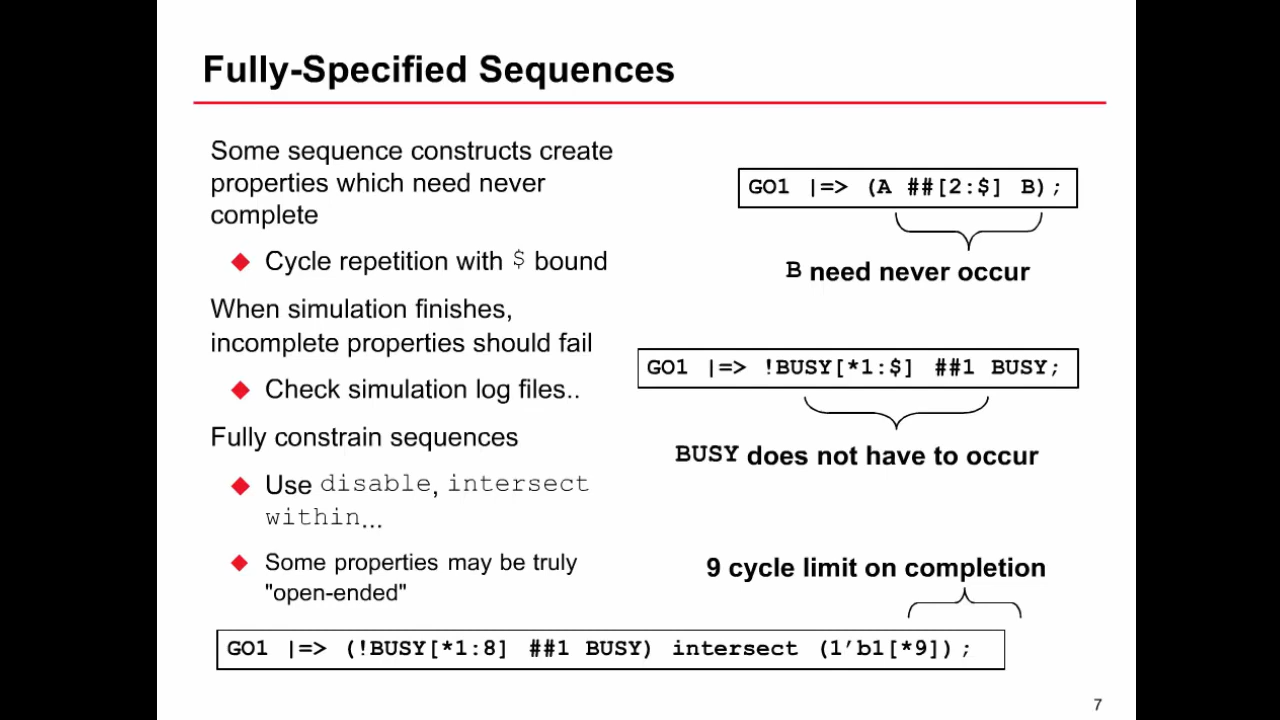 Fully-Specified Sequences
Some sequence constructs create
properties which need never
complete
Cycle repetition with $ bound
When simulation finishes,
incomplete properties should fail
Check simulation log files..
Fully constrain sequences
Use disable, intersect
within...
Some properties may be truly
"open-ended"
GO1 |=> (A ##[2:$] B);
B need never occur
GO1 |=> !BUSY[*1:$] ##1 BUSY;
BUSY does not have to occur
9 cycle limit on completion
GO1 |=> (!BUSY[*1:8] ##1 BUSY) intersect (1’b1[*9]);
7